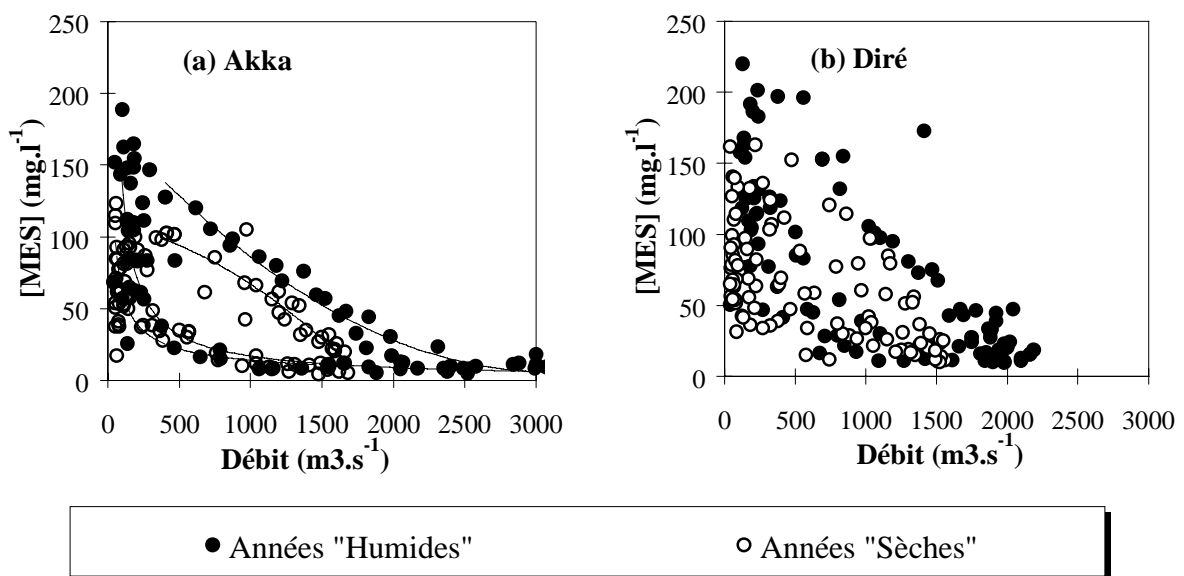 250
200
150
100
50
0
[MES] (mg.l-1)
(a) Akka
0 500 1000 1500 2000 2500 3000
Débit (m3.s-1)
250
200
150
100
50
0
[MES] (mg.l-1)
(b) Diré
0 500 1000 1500 2000 2500 3000
Débit (m3.s-1)
Années "Humides"
Années "Sèches"